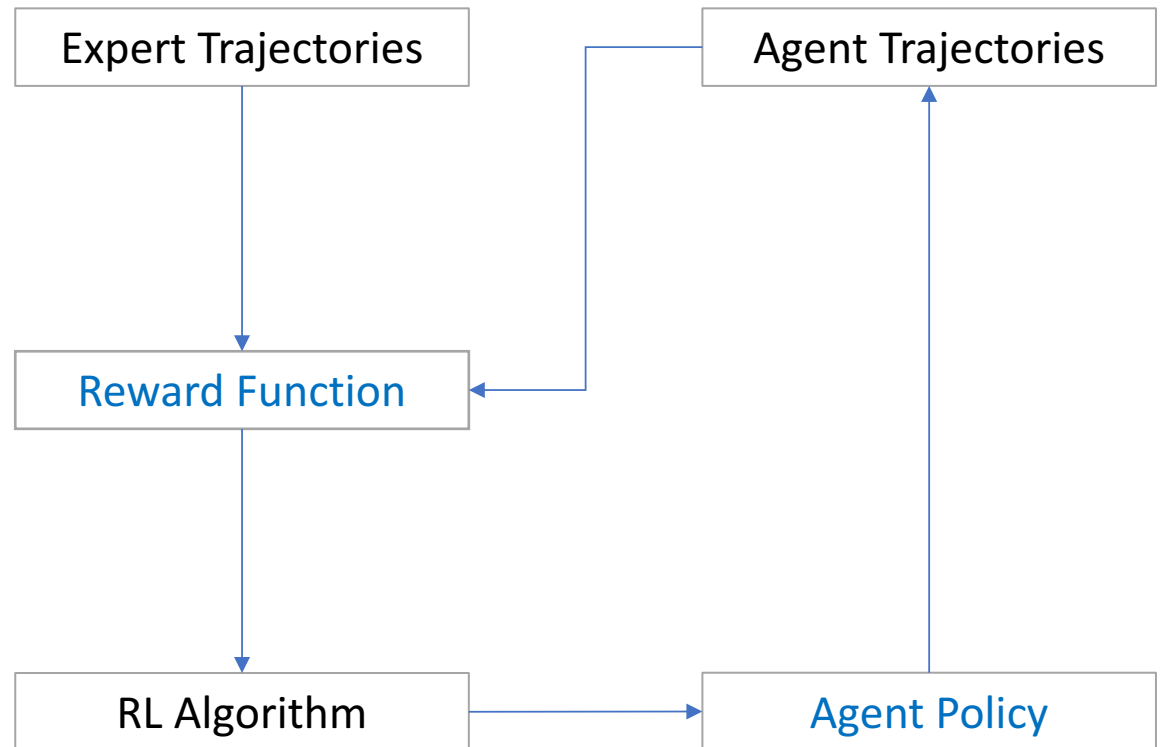 Expert Trajectories
Agent Trajectories
Reward Function
RL Algorithm
Agent Policy